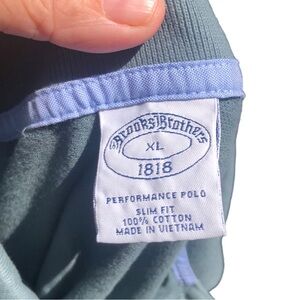 Brooks Brothers
XL
1818
PERFORMANCE POLO
SLIM FIT
100% COTTON
MADE IN VIETNAM